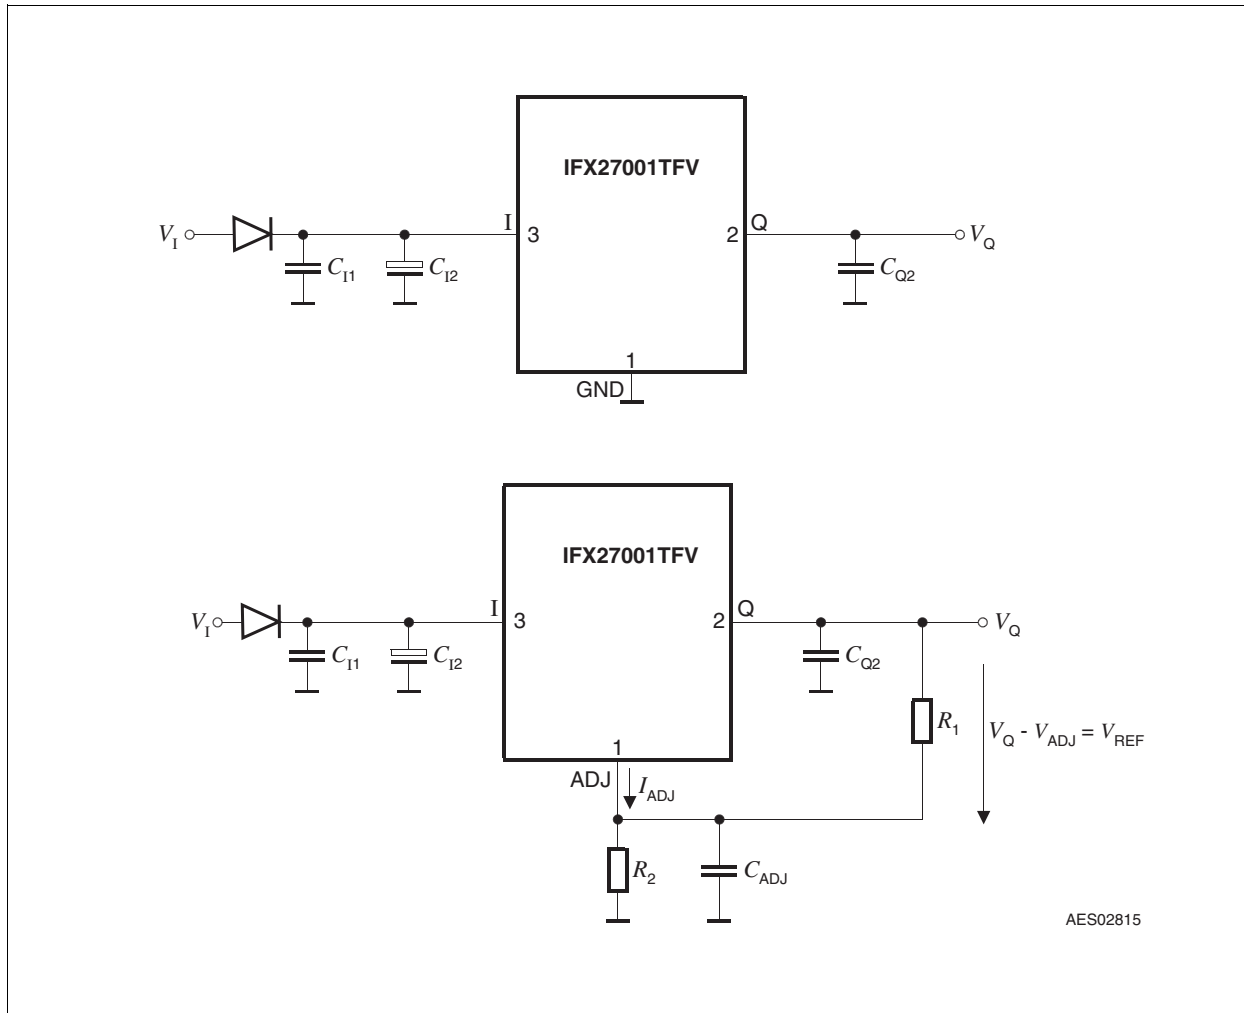 IFX27001TFV
V_I
I
3
2
Q
V_Q
C_I1
C_I2
C_Q2
1
GND
IFX27001TFV
V_I
I
3
2
Q
V_Q
C_I1
C_I2
C_Q2
R_1
V_Q - V_ADJ = V_REF
1
ADJ
I_ADJ
R_2
C_ADJ
AES02815